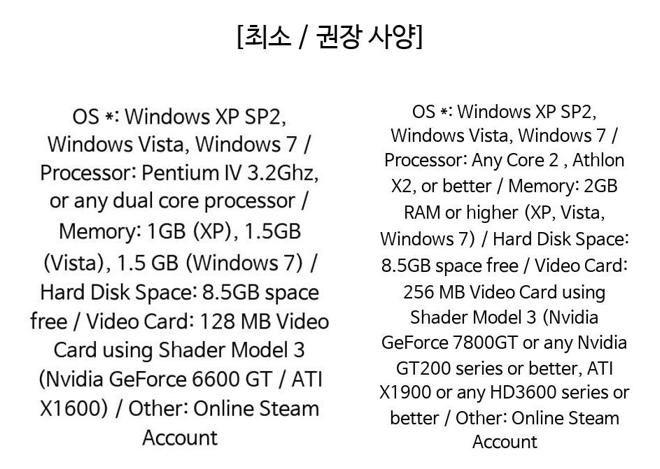 [최소 / 권장 사양]
OS *: Windows XP SP2,
Windows Vista, Windows 7 /
Processor: Pentium IV 3.2Ghz,
or any dual core processor /
Memory: 1GB (XP), 1.5GB
(Vista), 1.5 GB (Windows 7) /
Hard Disk Space: 8.5GB space
free / Video Card: 128 MB Video
Card using Shader Model 3
(Nvidia GeForce 6600 GT / ATI
X1600) / Other: Online Steam
Account
OS *: Windows XP SP2,
Windows Vista, Windows 7 /
Processor: Any Core 2 , Athlon
X2, or better / Memory: 2GB
RAM or higher (XP, Vista,
Windows 7) / Hard Disk Space:
8.5GB space free / Video Card:
256 MB Video Card using
Shader Model 3 (Nvidia
GeForce 7800GT or any Nvidia
GT200 series or better, ATI
X1900 or any HD3600 series or
better / Other: Online Steam
Account